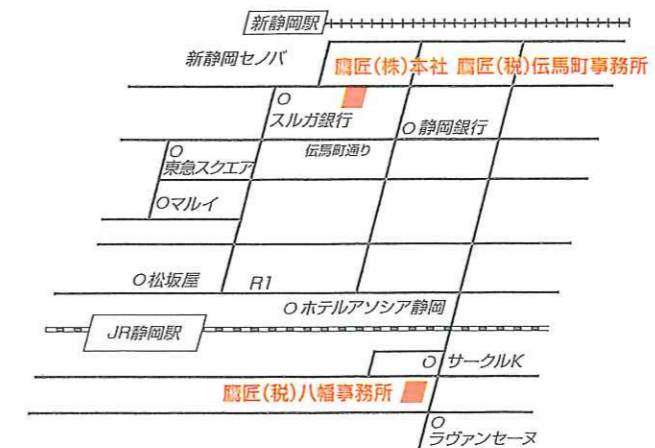 新静岡駅
新静岡セノバ
鷹匠(株)本社 鷹匠(税)伝馬町事務所
スルガ銀行
静岡銀行
伝馬町通り
東急スクエア
マルイ
松坂屋
R1
ホテルアソシア静岡
JR静岡駅
サークルK
鷹匠(税)八幡事務所
ラヴァンセーヌ